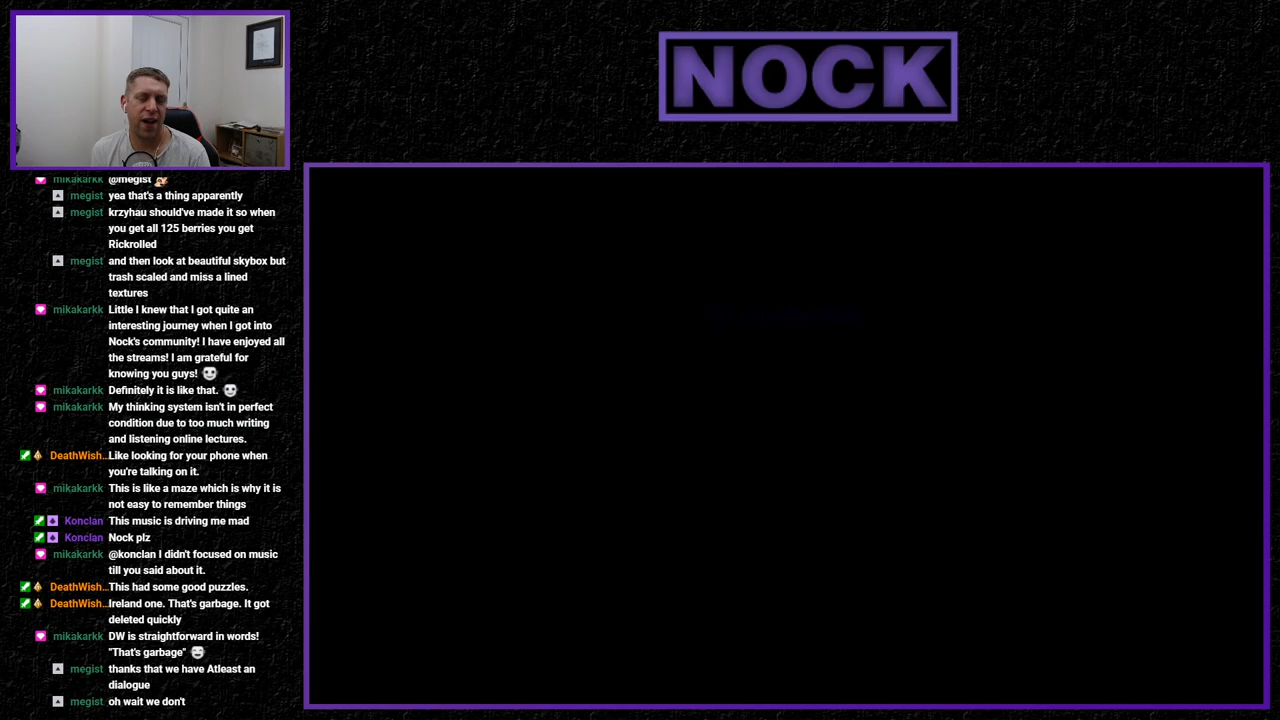 NOCK
mikakarkk @megist
megist yea that's a thing apparently
megist krzyhau should've made it so when
you get all 125 berries you get
Rickrolled
megist and then look at beautiful skybox but
trash scaled and miss a lined
textures
mikakarkk Little I knew that I got quite an
interesting journey when I got into
Nock's community! I have enjoyed all
the streams! I am grateful for
knowing you guys!
mikakarkk Definitely it is like that.
mikakarkk My thinking system isn't in perfect
condition due to too much writing
and listening online lectures.
DeathWish... Like looking for your phone when
you're talking on it.
mikakarkk This is like a maze which is why it is
not easy to remember things
Konclan This music is driving me mad
Konclan Nock plz
mikakarkk @konclan I didn't focused on music
till you said about it.
DeathWish... This had some good puzzles.
DeathWish... Ireland one. That's garbage. It got
deleted quickly
mikakarkk DW is straightforward in words!
"That's garbage"
megist thanks that we have Atleast an
dialogue
megist oh wait we don't